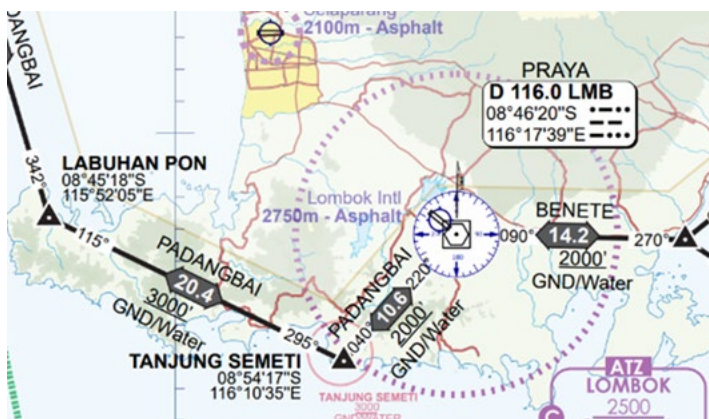 Selaparang
2100m - Asphalt
PADANGBAI
342°
LABUHAN PON
08°45'18"S
115°52'05"E
115°
PADANGBAI
20.4
3000'
GND/Water
295°
TANJUNG SEMETI
08°54'17"S
116°10'35"E
TANJUNG SEMETI
3000
GND/WATER
040°
PADANGBAI
10.6
2000'
GND/Water
220°
Lombok Intl
2750m - Asphalt
PRAYA
D 116.0 LMB
08°46'20"S
116°17'39"E
090°
BENETE
14.2
2000'
GND/Water
270°
ATZ
LOMBOK
2500
C